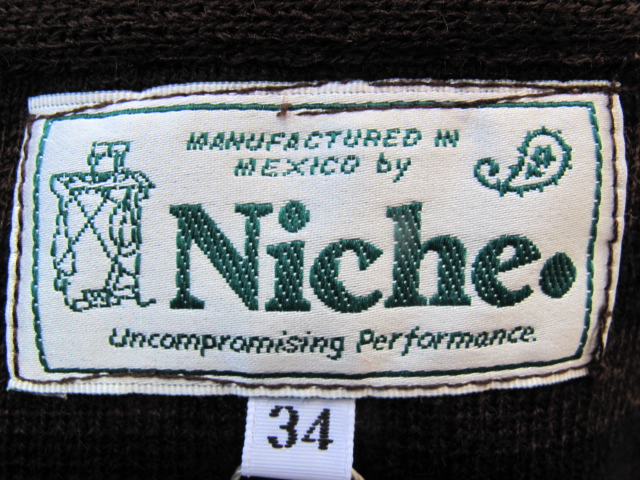 MANUFACTURED IN
MEXICO by
Niche.
Uncompromising Performance.
34